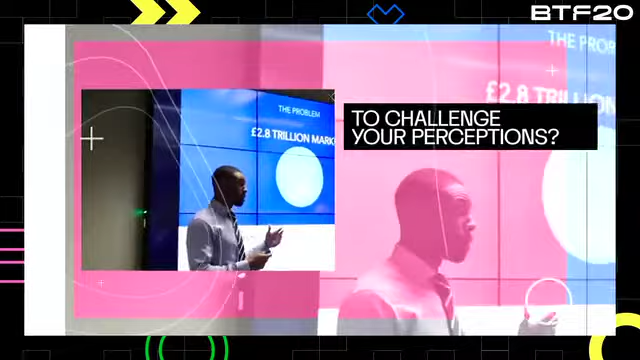 BTF20
THE PROB
£2.8 TRILLION
THE PROBLEM
£2.8 TRILLION MARK
TO CHALLENGE
YOUR PERCEPTIONS?